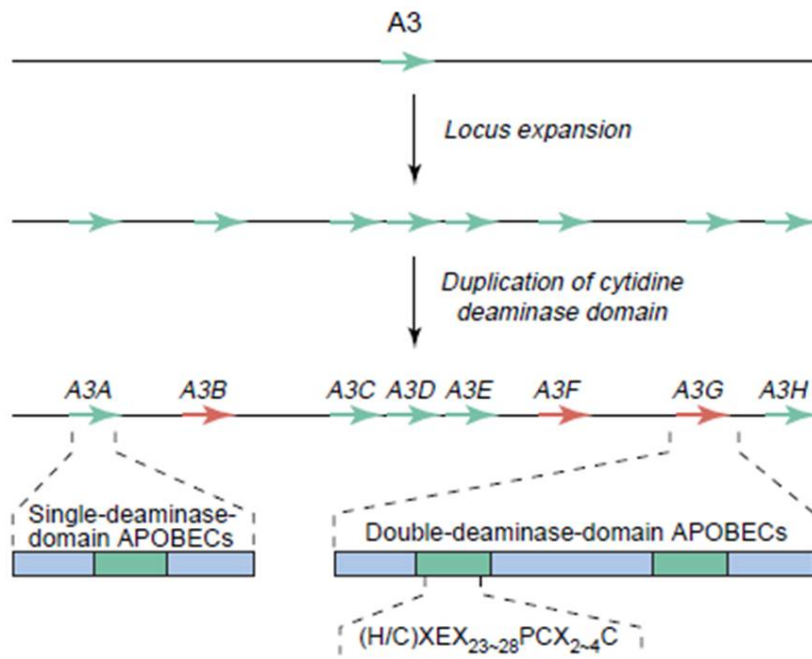 A3
Locus expansion
Duplication of cytidine
deaminase domain
A3A A3B A3C A3D A3E A3F A3G A3H
Single-deaminase-
domain APOBECs
Double-deaminase-domain APOBECs
(H/C)XEX23~28PCX2~4C